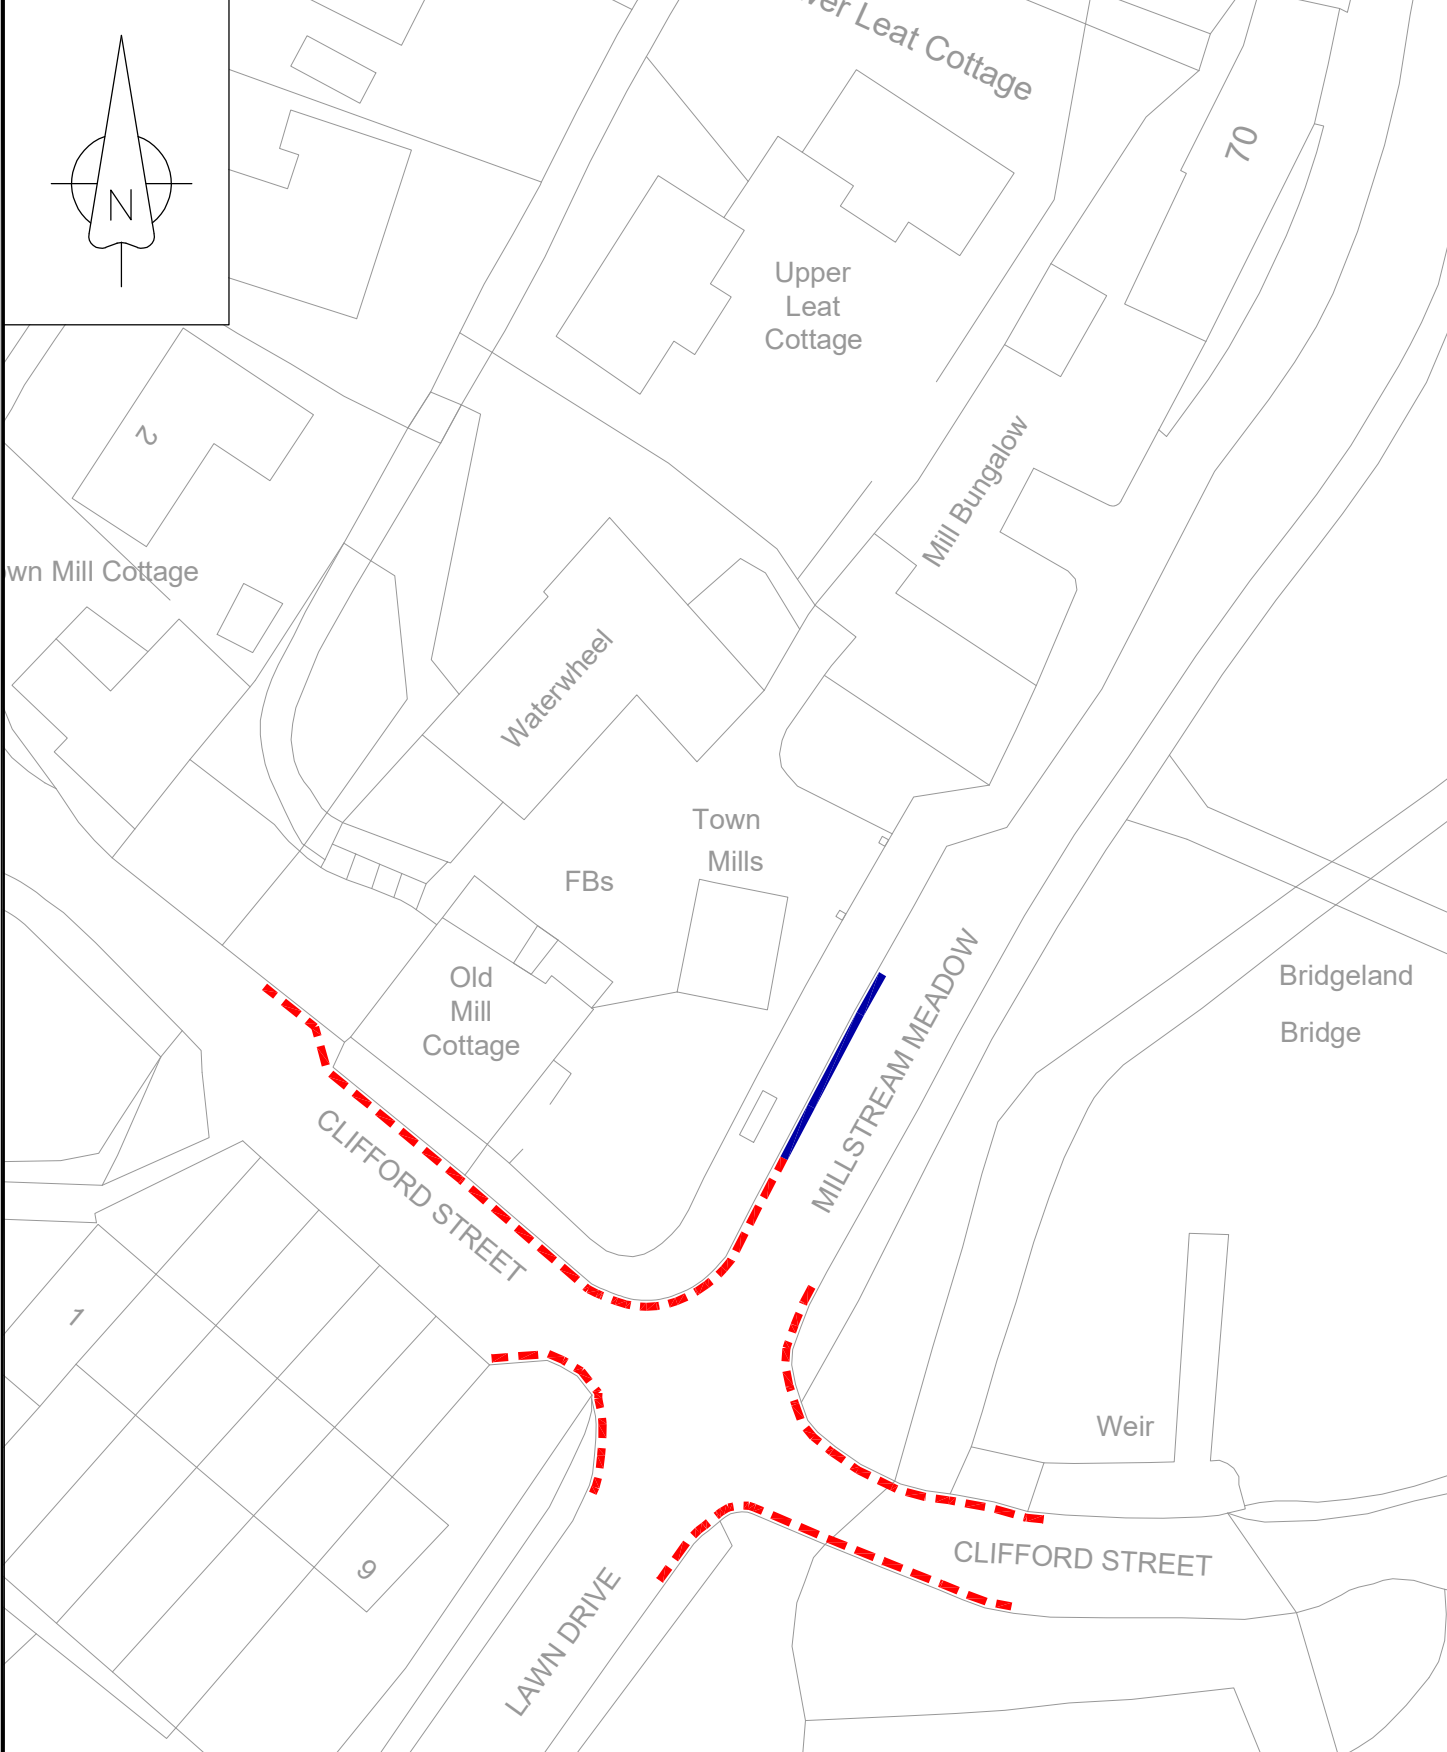 Leat Cottage
N
70
Upper
Leat
Cottage
2
Mill Bungalow
Mill Cottage
Waterwheel
Town
Mills
FBs
Old
Mill
Cottage
MILLSTREAM MEADOW
Bridgeland
Bridge
CLIFFORD STREET
1
Weir
9
CLIFFORD STREET
LAWN DRIVE